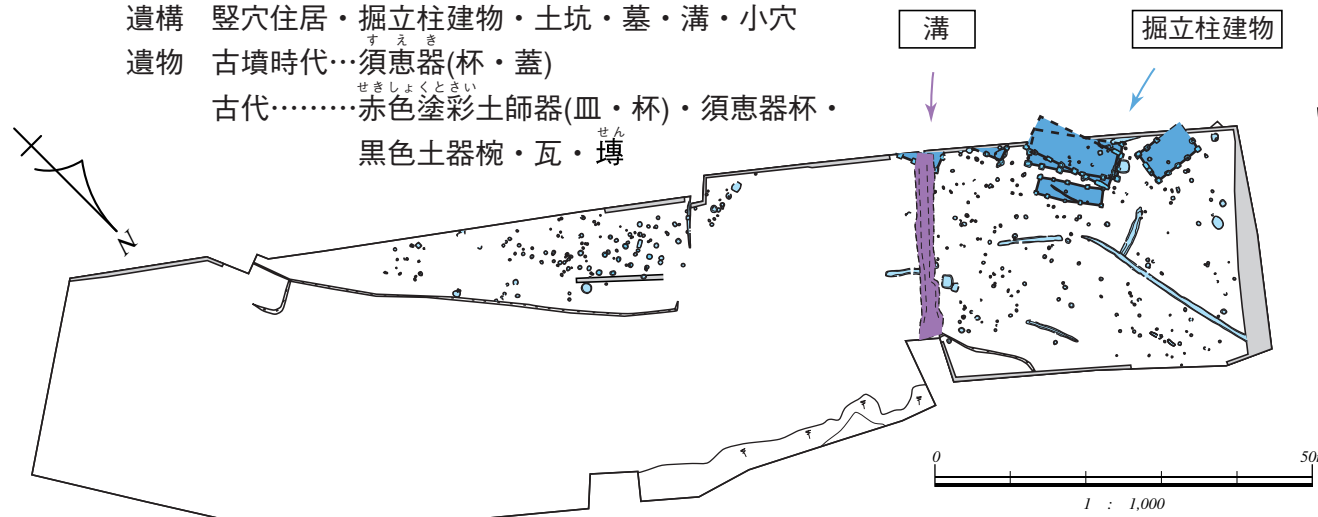 遺構 竪穴住居・掘立柱建物・土坑・墓・溝・小穴
すえき
遺物 古墳時代…須恵器(杯・蓋)
せきしょくとさい
古代………赤色塗彩土師器(皿・杯)・須恵器杯・
せん
黒色土器椀・瓦・塼
溝
掘立柱建物
N
0 50
1 : 1,000